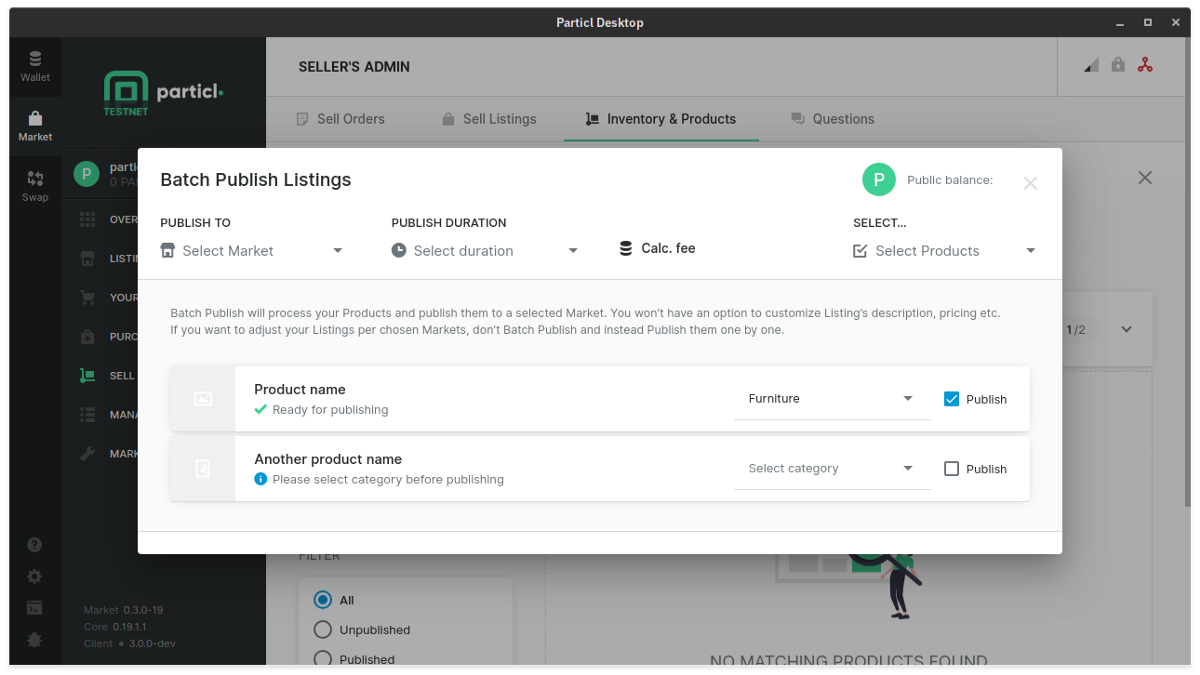 Particl Desktop
Wallet
Market
Swap
particl
TESTNET
P
0
OVER
YOUR
PURC
SELL
MANA
MARK
Market 0.3.0-19
Core 0.19.1.1
Client 3.0.0-dev
SELLER'S ADMIN
Sell Orders
Sell Listings
Inventory & Products
Questions
1/2
Batch Publish Listings
P
Public balance:
PUBLISH TO
PUBLISH DURATION
SELECT...
Select Market
Select duration
Calc. fee
Select Products
Batch Publish will process your Products and publish them to a selected Market. You won't have an option to customize Listing's description, pricing etc.
If you want to adjust your Listings per chosen Markets, don't Batch Publish and instead Publish them one by one.
Product name
Ready for publishing
Furniture
Publish
Another product name
Please select category before publishing
Select category
Publish
FILTER
All
Unpublished
Published
NO MATCHING PRODUCTS FOUND